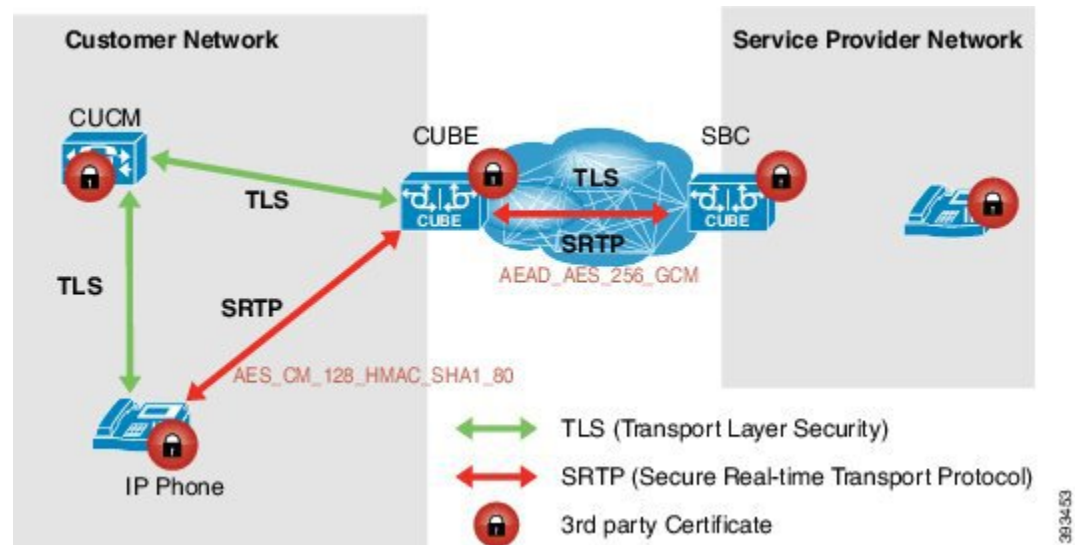 Customer Network
Service Provider Network
CUCM
CUBE
SBC
TLS
TLS
CUBE
CUBE
SRTP
AEAD_AES_256_GCM
TLS
SRTP
AES_CM_128_HMAC_SHA1_80
IP Phone
TLS (Transport Layer Security)
SRTP (Secure Real-time Transport Protocol)
3rd party Certificate
393453